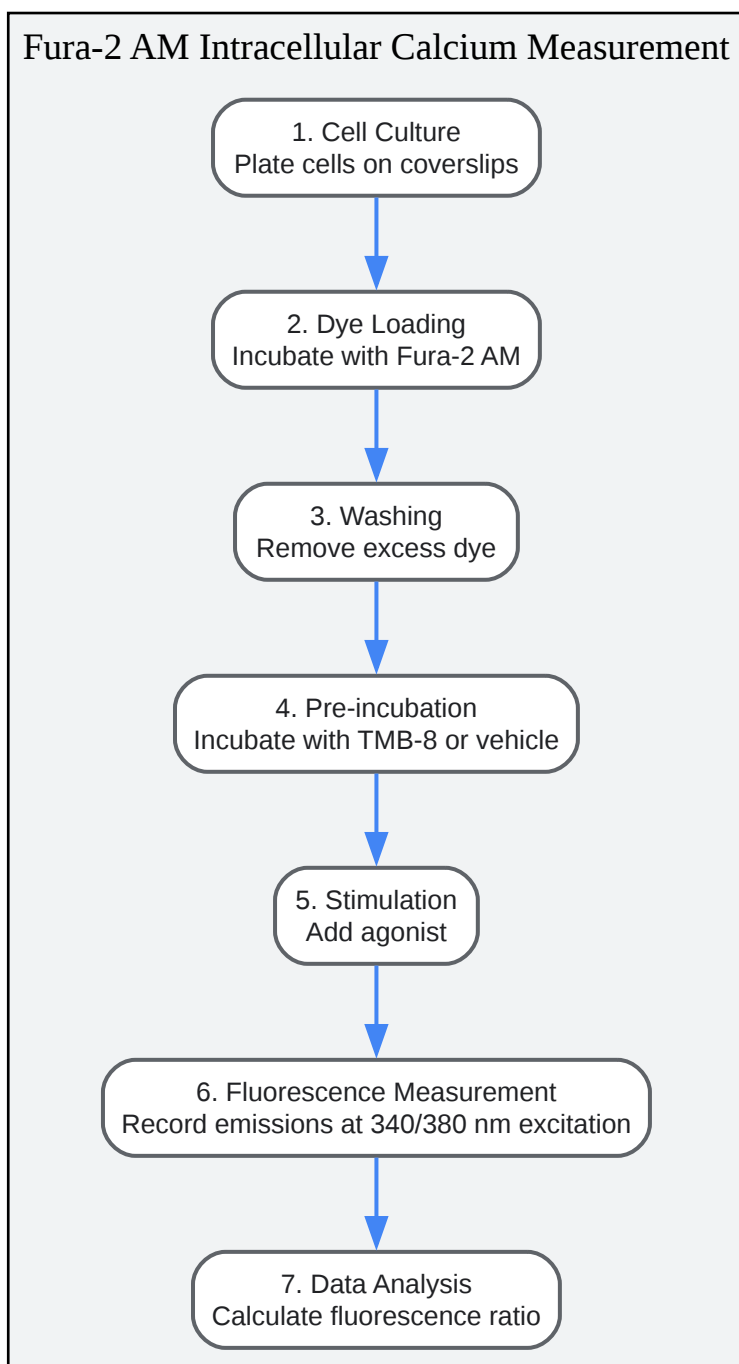 Fura-2 AM Intracellular Calcium Measurement
1. Cell Culture
Plate cells on coverslips
2. Dye Loading
Incubate with Fura-2 AM
3. Washing
Remove excess dye
4. Pre-incubation
Incubate with TMB-8 or vehicle
5. Stimulation
Add agonist
6. Fluorescence Measurement
Record emissions at 340/380 nm excitation
7. Data Analysis
Calculate fluorescence ratio